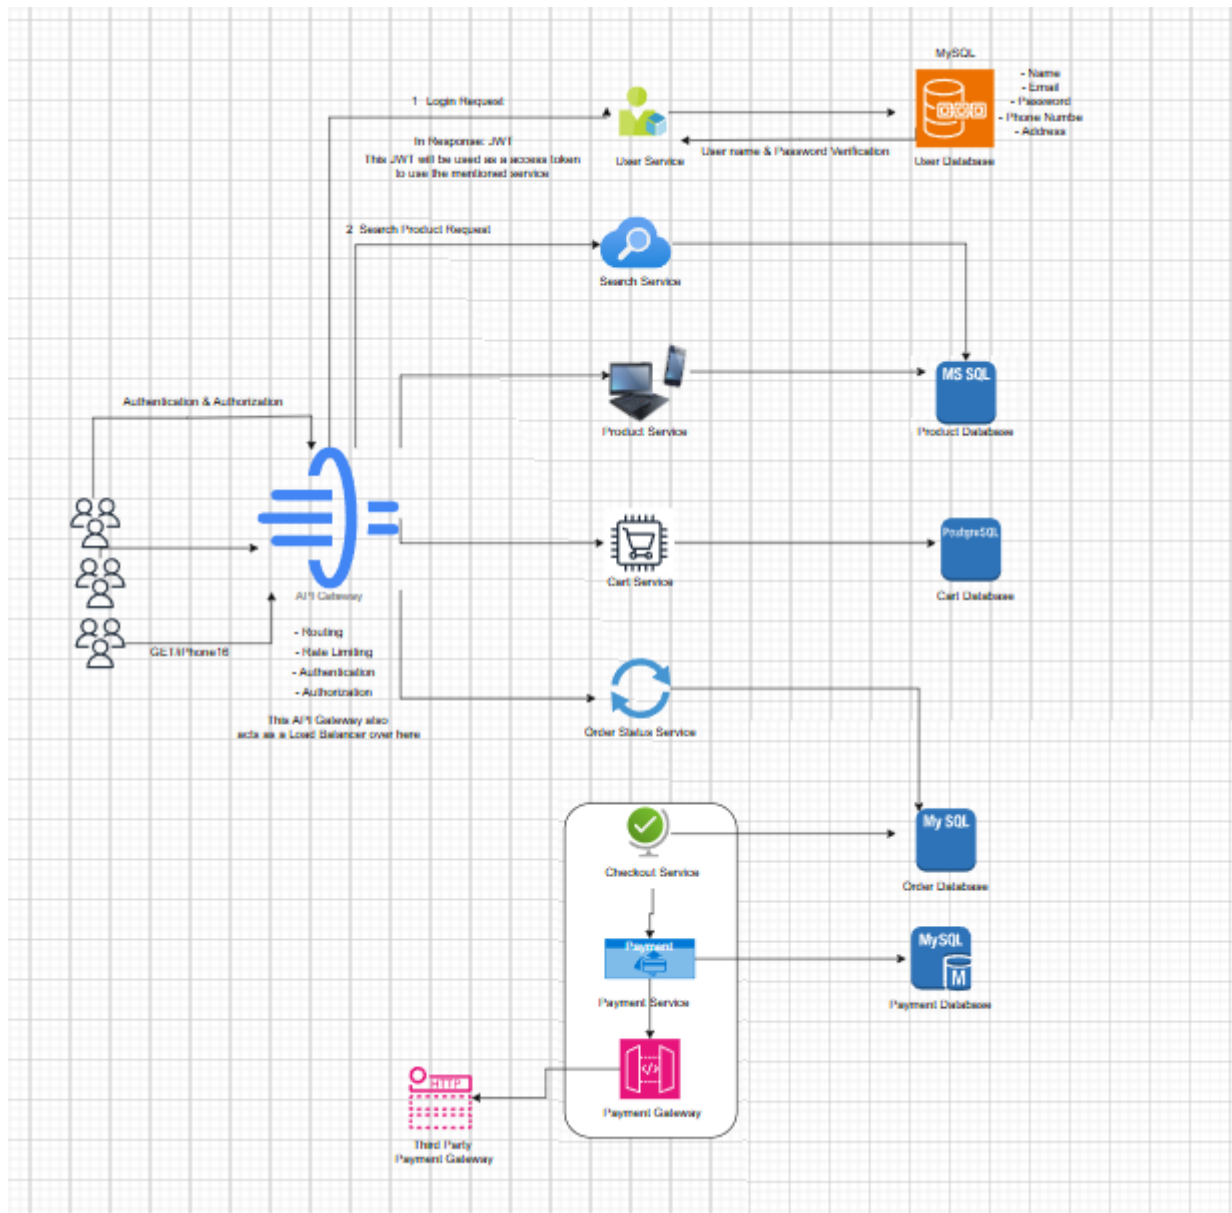 MySQL
- Name
- Email
- Password
- Phone Numbe
- Address
User Database
1 Login Request
In Response: JWT
This JWT will be used as a access token
to use the mentioned service
User Service
User name & Password Verification
2 Search Product Request
Search Service
MS SQL
Product Database
Product Service
Authentication & Authorization
API Gateway
- Routing
- Rate Limiting
- Authentication
- Authorization
This API Gateway also
acts as a Load Balancer over here
GET/iPhone16
Cart Service
PostgreSQL
Cart Database
Order Status Service
My SQL
Order Database
Checkout Service
Payment
Payment Service
MySQL
M
Payment Database
</>
Payment Gateway
HTTP
Third Party
Payment Gateway